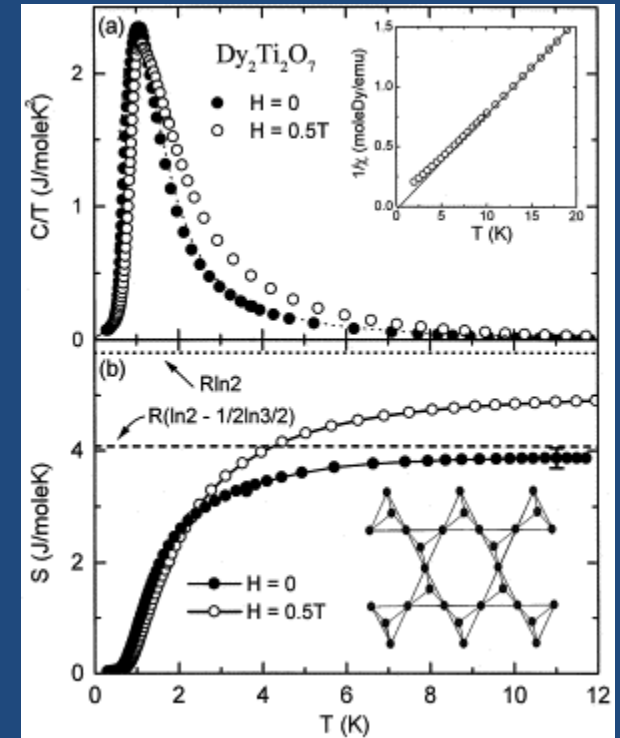 (a)
Dy₂Ti₂O₇
● H = 0
○ H = 0.5T
C/T (J/moleK²)
2
1
0
1/χ (moleDy/emu)
1.5
1.0
0.5
0.0
0 5 10 15 20
T (K)
(b)
Rln2
R(ln2 - 1/2ln3/2)
S (J/moleK)
4
2
0
H = 0
H = 0.5T
0 2 4 6 8 10 12
T (K)